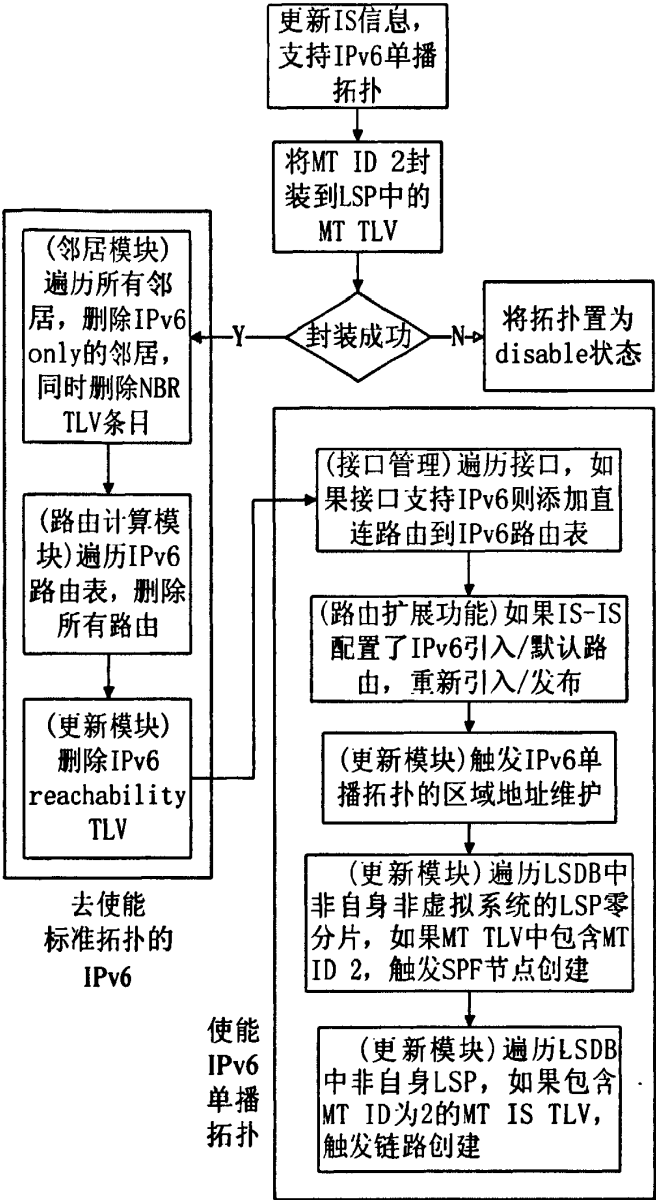 更新IS信息，
支持IPv6单播
拓扑
将MT ID 2封
装到LSP中的
MT TLV
封装成功
Y
N
将拓扑置为
disable状态
(邻居模块)
遍历所有邻
居，删除IPv6
only的邻居，
同时删除NBR
TLV条目
(路由计算模
块)遍历IPv6
路由表，删除
所有路由
(更新模块)
删除IPv6
reachability
TLV
去使能
标准拓扑的
IPv6
(接口管理)遍历接口，如
果接口支持IPv6则添加直
连路由到IPv6路由表
(路由扩展功能)如果IS-IS
配置了IPv6引入/默认路
由，重新引入/发布
(更新模块)触发IPv6单
播拓扑的区域地址维护
(更新模块)遍历LSDB中
非自身非虚拟系统的LSP零
分片，如果MT TLV中包含MT
ID 2，触发SPF节点创建
(更新模块)遍历LSDB
中非自身LSP，如果包含
MT ID为2的MT IS TLV，
触发链路创建
使能
IPv6
单播
拓扑